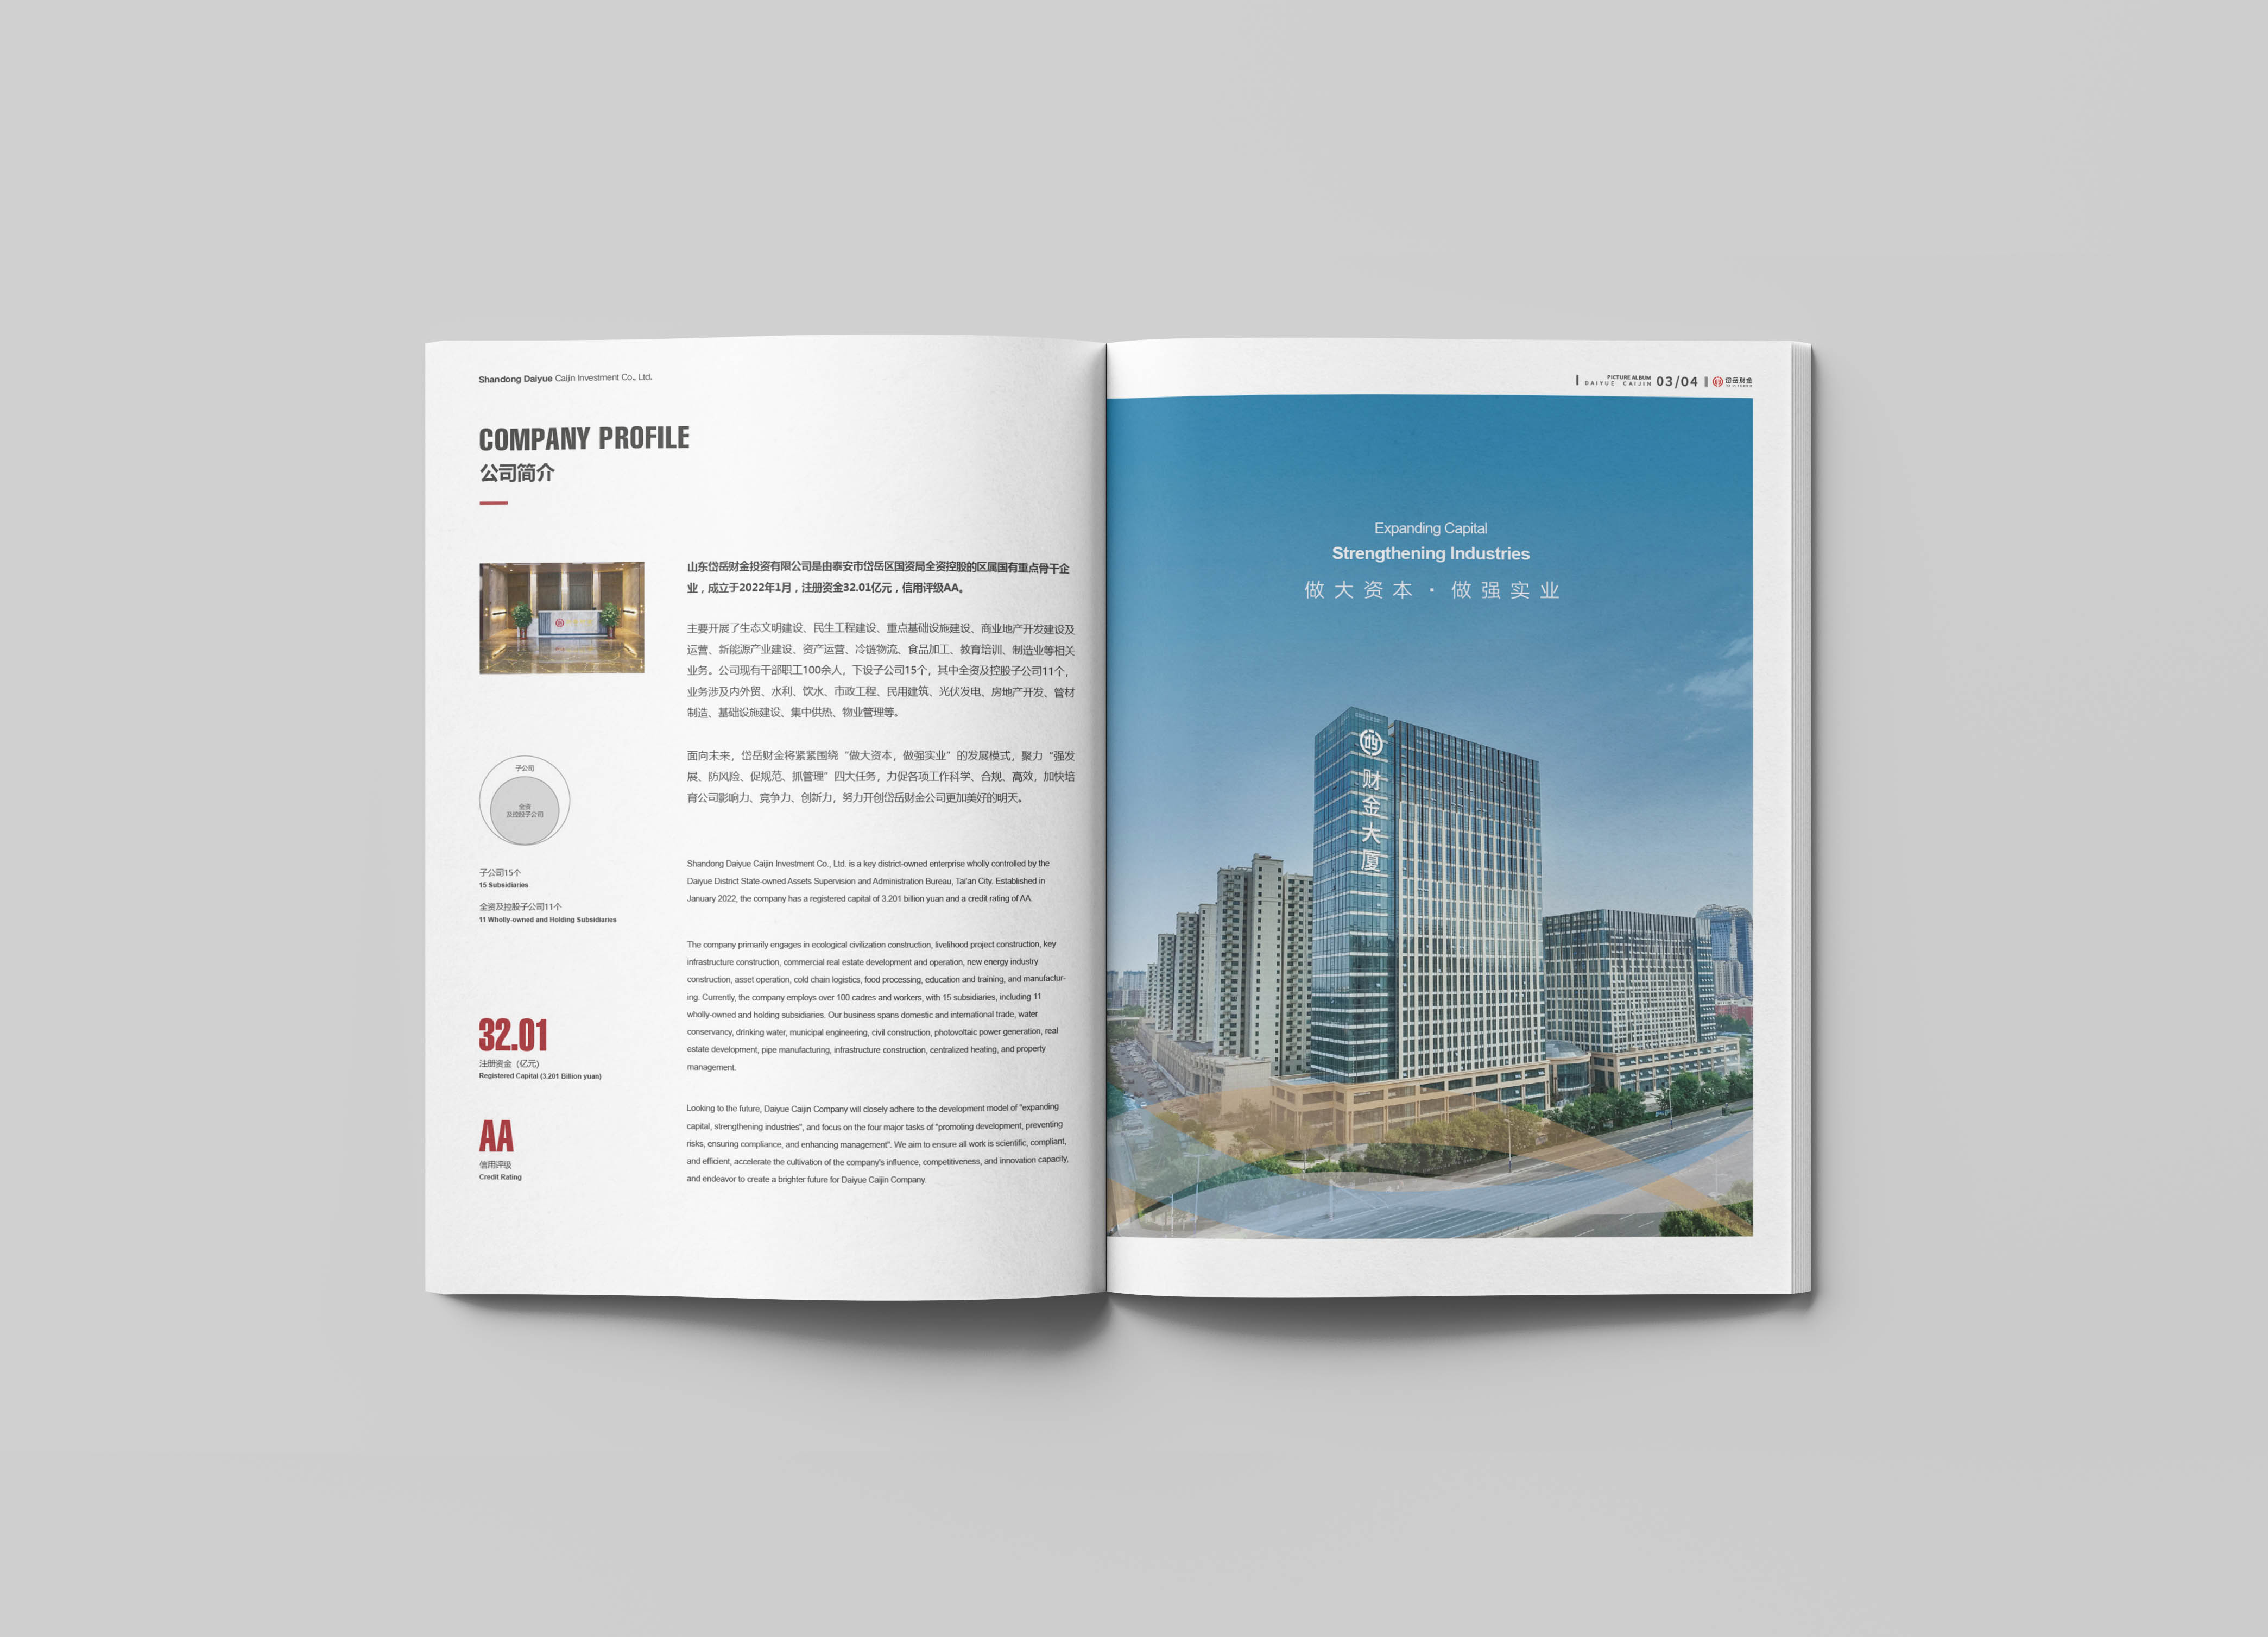 Shandong Daiyue Caijin Investment Co., Ltd.
COMPANY PROFILE
公司简介
山东岱岳财金投资有限公司是由泰安市岱岳区国资局全资控股的区属国有重点骨干企
业，成立于2022年1月，注册资金32.01亿元，信用评级AA。
主要开展了生态文明建设、民生工程建设、重点基础设施建设、商业地产开发建设及
运营、新能源产业建设、资产运营、冷链物流、食品加工、教育培训、制造业等相关
业务。公司现有干部职工100余人，下设子公司15个，其中全资及控股子公司11个，
业务涉及内外贸、水利、饮水、市政工程、民用建筑、光伏发电、房地产开发、管材
制造、基础设施建设、集中供热、物业管理等。
面向未来，岱岳财金将紧紧围绕“做大资本，做强实业”的发展模式，聚力“强发
展、防风险、促规范、抓管理”四大任务，力促各项工作科学、合规、高效，加快培
育公司影响力、竞争力、创新力，努力开创岱岳财金公司更加美好的明天。
子公司
全资
及控股子公司
子公司15个
15 Subsidiaries
全资及控股子公司11个
11 Wholly-owned and Holding Subsidiaries
32.01
注册资金（亿元）
Registered Capital (3.201 Billion yuan)
AA
信用评级
Credit Rating
Shandong Daiyue Caijin Investment Co., Ltd. is a key district-owned enterprise wholly controlled by the
Daiyue District State-owned Assets Supervision and Administration Bureau, Tai'an City. Established in
January 2022, the company has a registered capital of 3.201 billion yuan and a credit rating of AA.
The company primarily engages in ecological civilization construction, livelihood project construction, key
infrastructure construction, commercial real estate development and operation, new energy industry
construction, asset operation, cold chain logistics, food processing, education and training, and manufactur-
ing. Currently, the company employs over 100 cadres and workers, with 15 subsidiaries, including 11
wholly-owned and holding subsidiaries. Our business spans domestic and international trade, water
conservancy, drinking water, municipal engineering, civil construction, photovoltaic power generation, real
estate development, pipe manufacturing, infrastructure construction, centralized heating, and property
management.
Looking to the future, Daiyue Caijin Company will closely adhere to the development model of "expanding
capital, strengthening industries", and focus on the four major tasks of "promoting development, preventing
risks, ensuring compliance, and enhancing management". We aim to ensure all work is scientific, compliant,
and efficient, accelerate the cultivation of the company's influence, competitiveness, and innovation capacity,
and endeavor to create a brighter future for Daiyue Caijin Company.
PICTURE ALBUM
DAIYUE CAIJIN
03/04
岱岳财金
Expanding Capital
Strengthening Industries
做大资本·做强实业
财金大厦